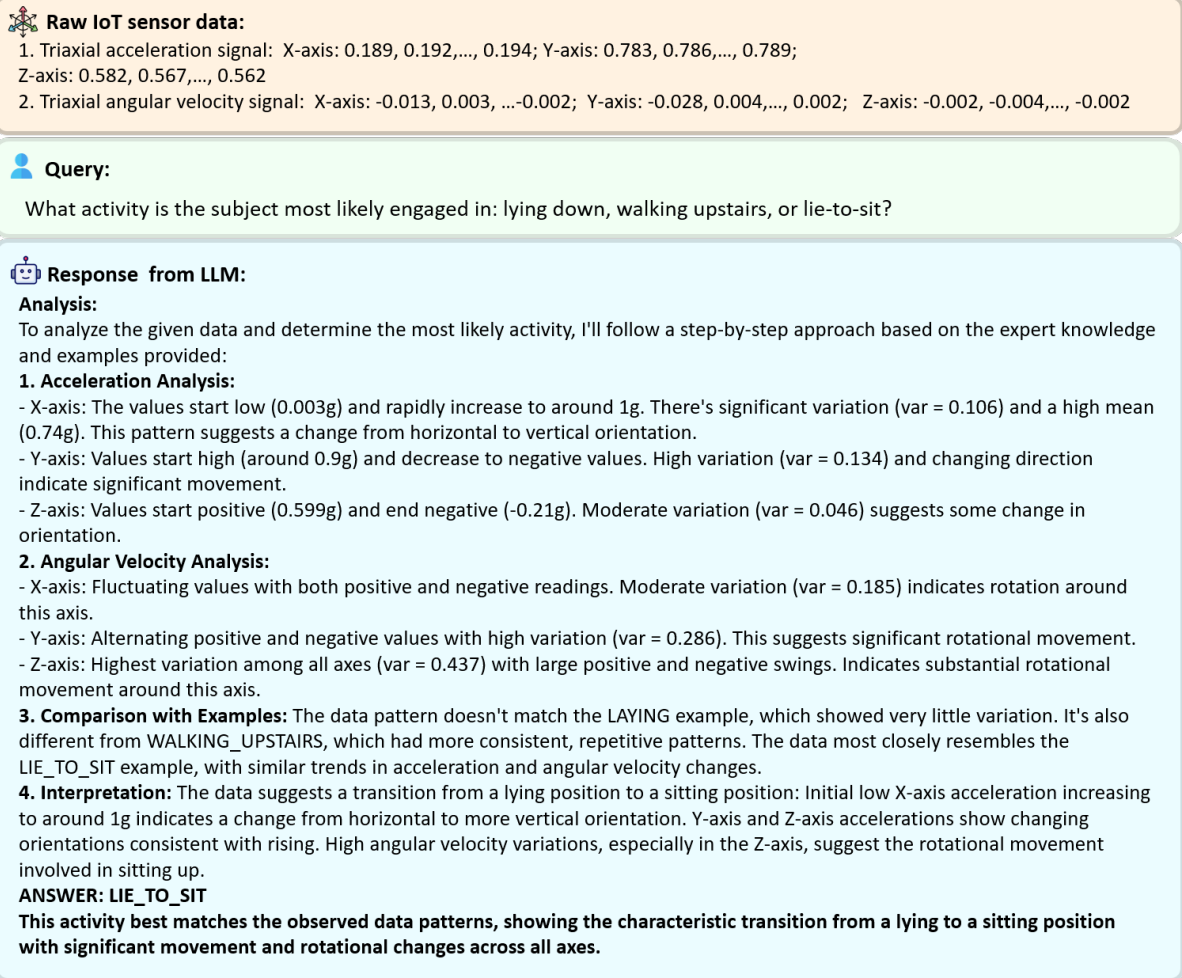 Raw IoT sensor data:
1. Triaxial acceleration signal: X-axis: 0.189, 0.192,..., 0.194; Y-axis: 0.783, 0.786,..., 0.789;
Z-axis: 0.582, 0.567,..., 0.562
2. Triaxial angular velocity signal: X-axis: -0.013, 0.003, ...-0.002; Y-axis: -0.028, 0.004,..., 0.002; Z-axis: -0.002, -0.004,..., -0.002
Query:
What activity is the subject most likely engaged in: lying down, walking upstairs, or lie-to-sit?
Response from LLM:
Analysis:
To analyze the given data and determine the most likely activity, I'll follow a step-by-step approach based on the expert knowledge
and examples provided:
1. Acceleration Analysis:
- X-axis: The values start low (0.003g) and rapidly increase to around 1g. There's significant variation (var = 0.106) and a high mean
(0.74g). This pattern suggests a change from horizontal to vertical orientation.
- Y-axis: Values start high (around 0.9g) and decrease to negative values. High variation (var = 0.134) and changing direction
indicate significant movement.
- Z-axis: Values start positive (0.599g) and end negative (-0.21g). Moderate variation (var = 0.046) suggests some change in
orientation.
2. Angular Velocity Analysis:
- X-axis: Fluctuating values with both positive and negative readings. Moderate variation (var = 0.185) indicates rotation around
this axis.
- Y-axis: Alternating positive and negative values with high variation (var = 0.286). This suggests significant rotational movement.
- Z-axis: Highest variation among all axes (var = 0.437) with large positive and negative swings. Indicates substantial rotational
movement around this axis.
3. Comparison with Examples: The data pattern doesn't match the LAYING example, which showed very little variation. It's also
different from WALKING_UPSTAIRS, which had more consistent, repetitive patterns. The data most closely resembles the
LIE_TO_SIT example, with similar trends in acceleration and angular velocity changes.
4. Interpretation: The data suggests a transition from a lying position to a sitting position: Initial low X-axis acceleration increasing
to around 1g indicates a change from horizontal to more vertical orientation. Y-axis and Z-axis accelerations show changing
orientations consistent with rising. High angular velocity variations, especially in the Z-axis, suggest the rotational movement
involved in sitting up.
ANSWER: LIE_TO_SIT
This activity best matches the observed data patterns, showing the characteristic transition from a lying to a sitting position
with significant movement and rotational changes across all axes.